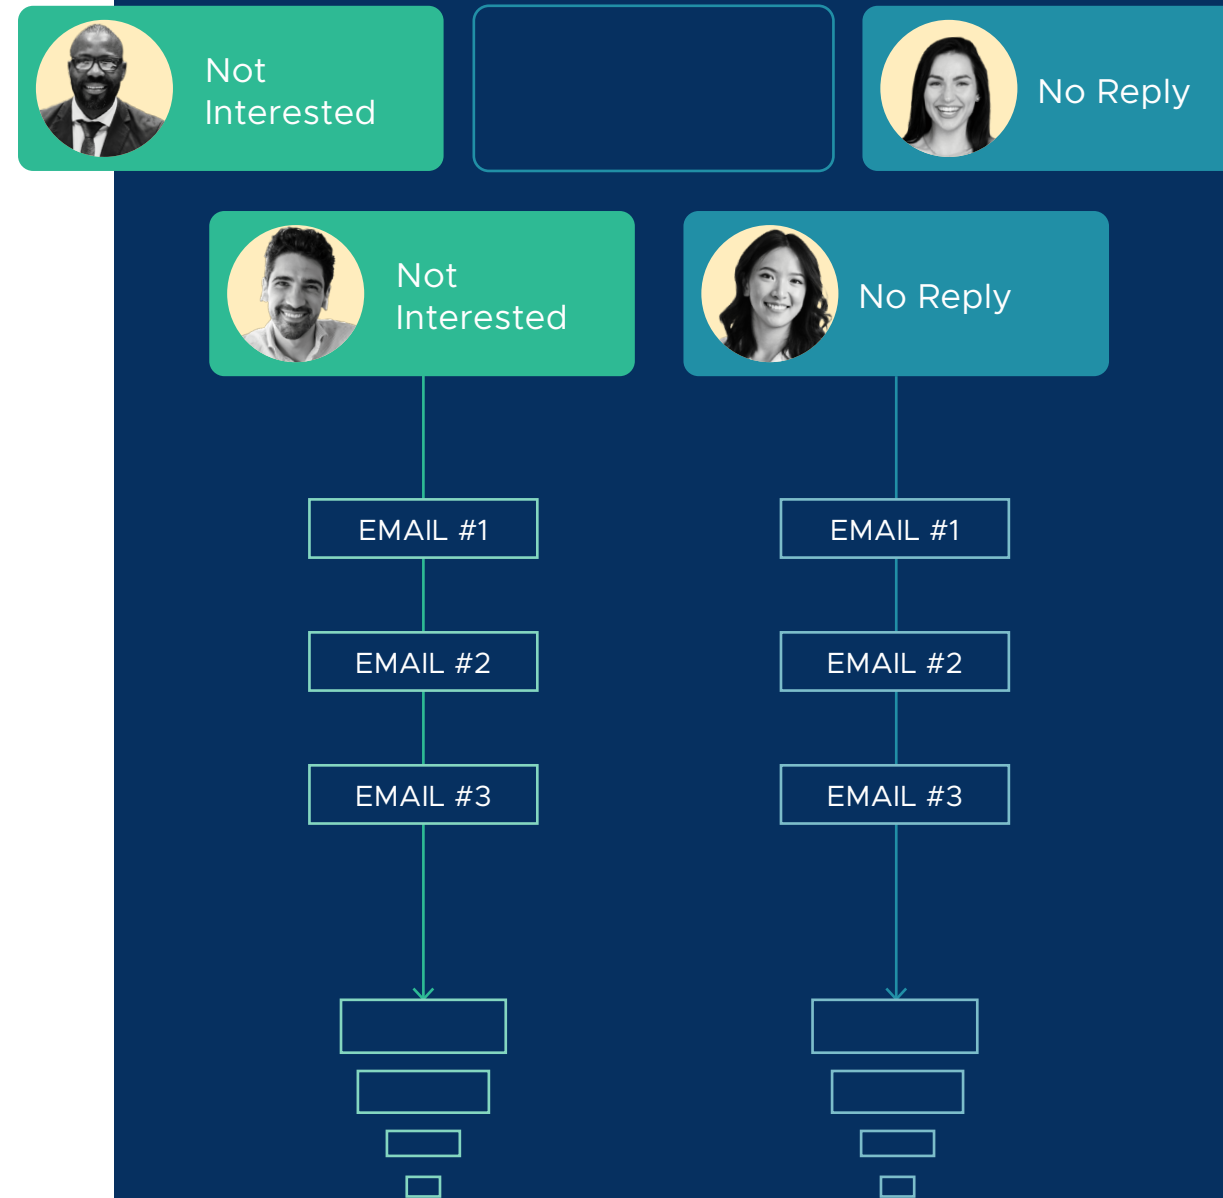 Not
Interested
No Reply
Not
Interested
No Reply
EMAIL #1
EMAIL #1
EMAIL #2
EMAIL #2
EMAIL #3
EMAIL #3